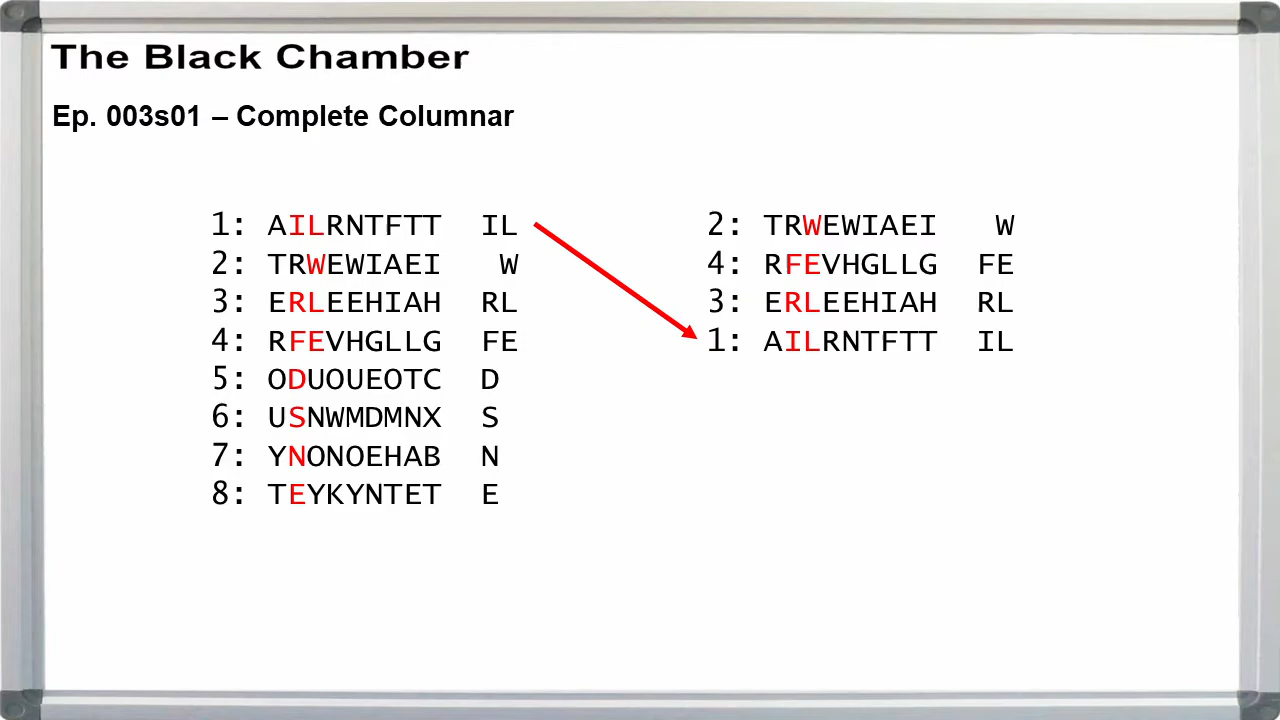 The Black Chamber
Ep. 003s01 – Complete Columnar
1: AILRNTFTT IL
2: TRWEWIAEI W
3: ERLEEHIAH RL
4: RFEVHGLLG FE
5: ODUOUEOTC D
6: USNWMDMNX S
7: YNONOEHAB N
8: TEYKYNTET E
2: TRWEWIAEI W
4: RFEVHGLLG FE
3: ERLEEHIAH RL
1: AILRNTFTT IL